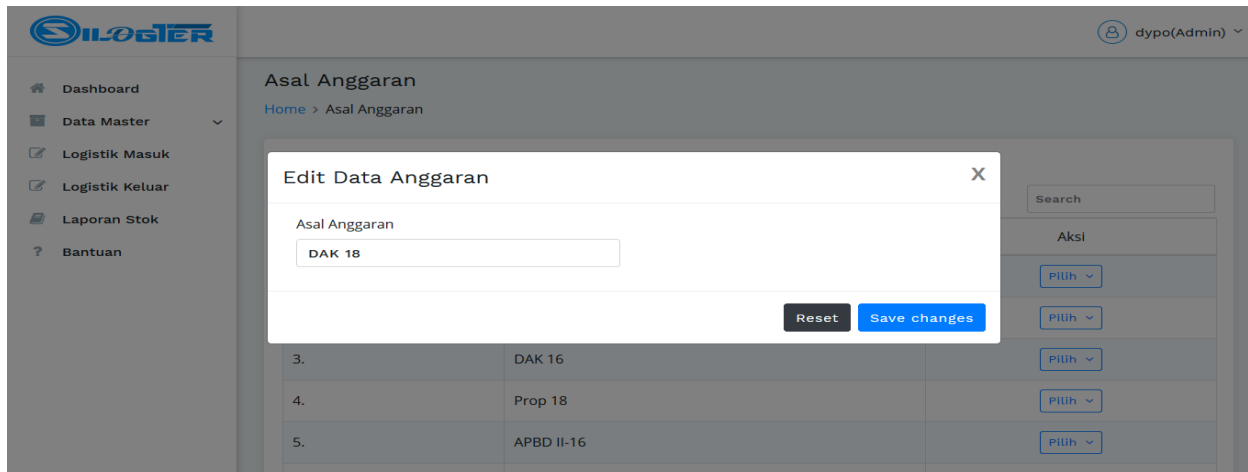 SILOGTER
dypo(Admin)
Dashboard
Data Master
Logistik Masuk
Logistik Keluar
Laporan Stok
? Bantuan
Asal Anggaran
Home > Asal Anggaran
Edit Data Anggaran X
Asal Anggaran
DAK 18
Reset Save changes
Search
Aksi
Pilih
Pilih
3. DAK 16 Pilih
4. Prop 18 Pilih
5. APBD II-16 Pilih